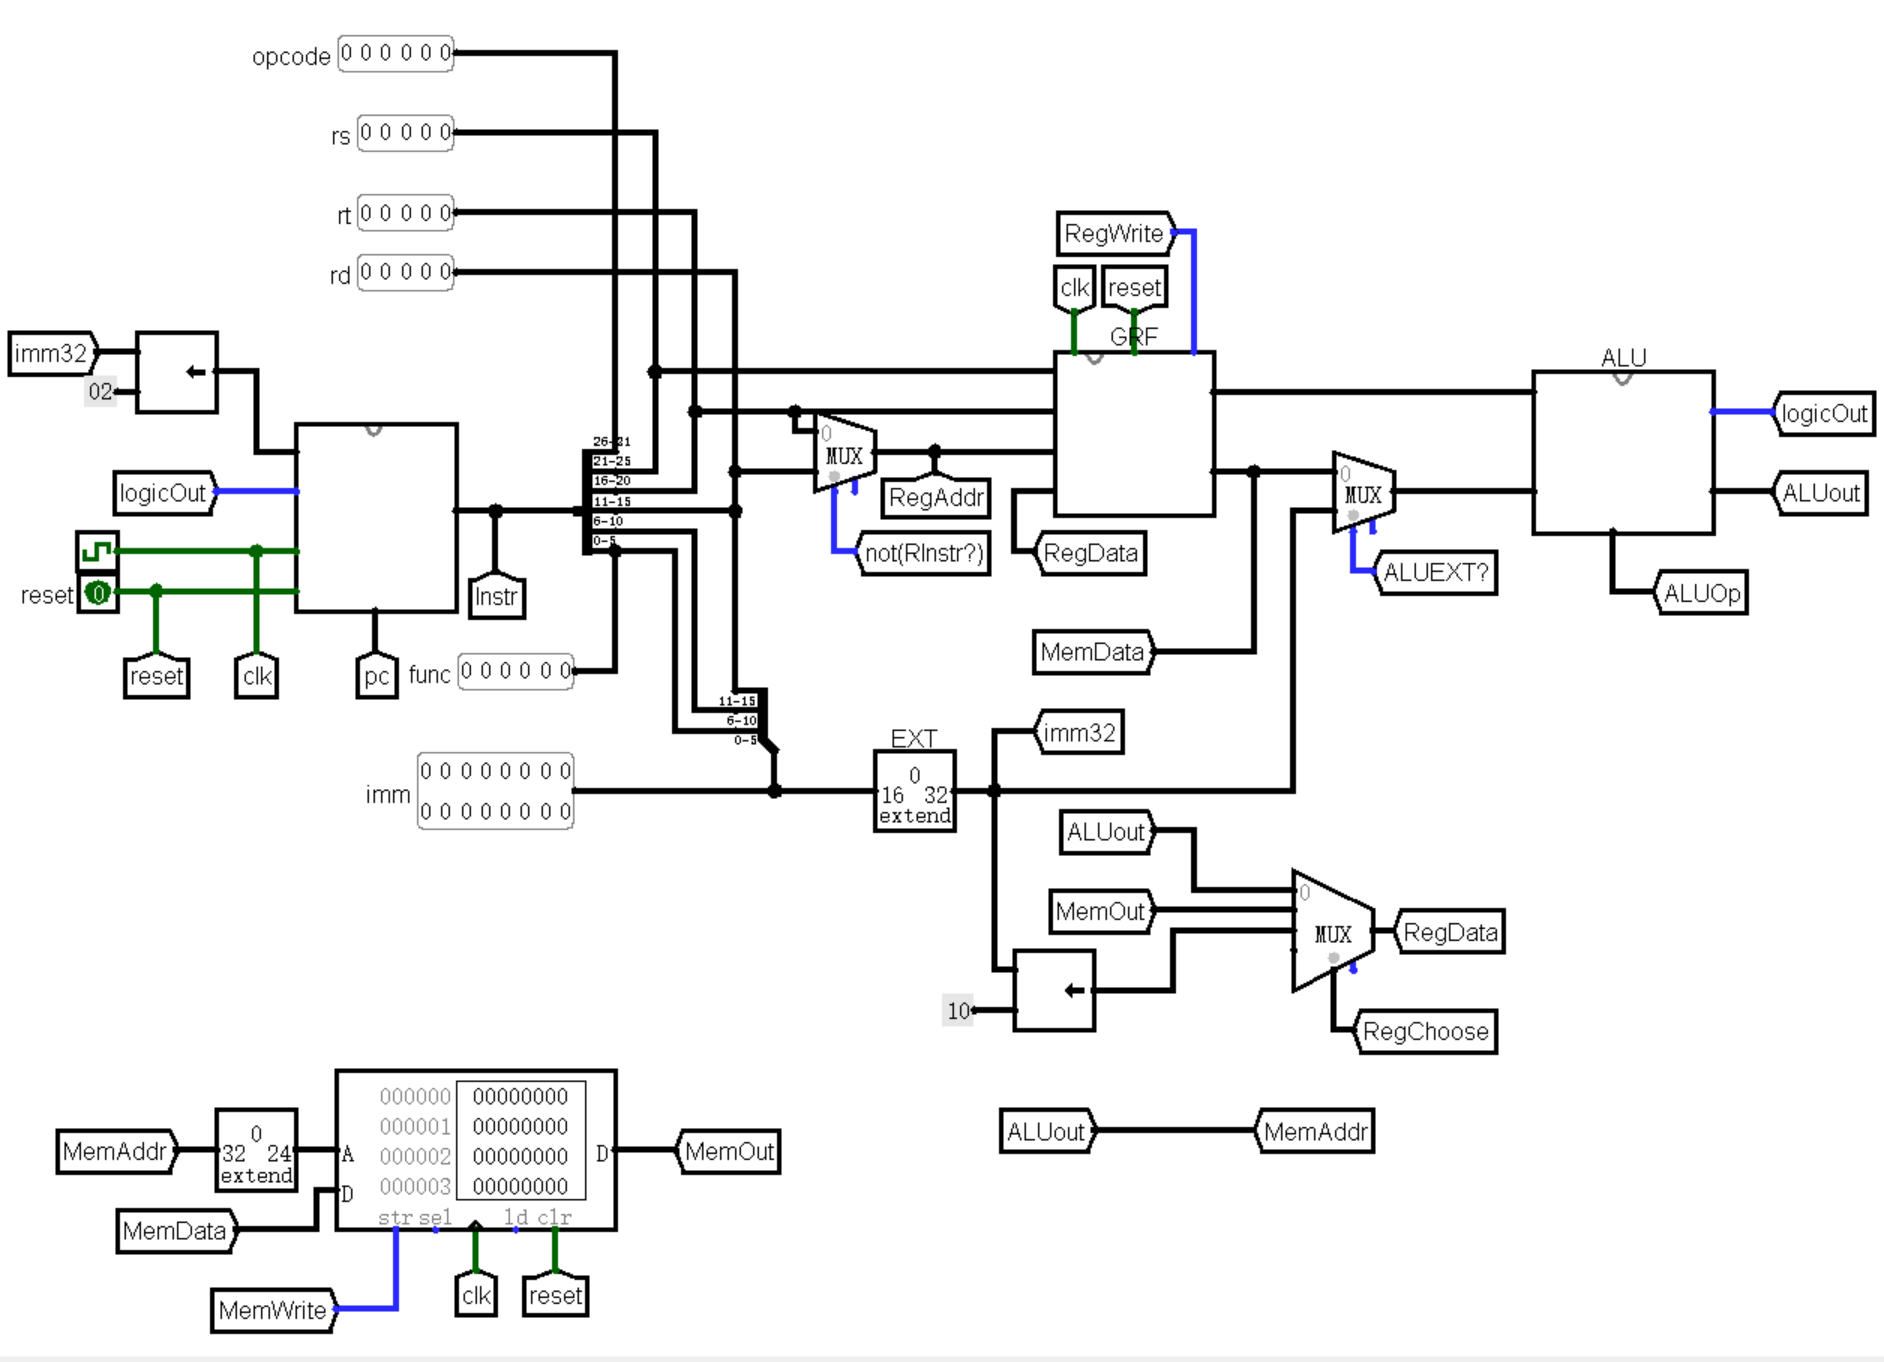 opcode 0 0 0 0 0 0
rs 0 0 0 0 0
rt 0 0 0 0 0
rd 0 0 0 0 0
RegWrite
clk
reset
GRF
ALU
imm32
02
logicOut
reset
0
reset
clk
pc
Instr
26-21
21-25
16-20
11-15
6-10
0-5
0
MUX
RegAddr
not(RInstr?)
RegData
0
MUX
ALUEXT?
logicOut
ALUout
ALUOp
MemData
func 0 0 0 0 0 0
11-15
6-10
0-5
imm
0 0 0 0 0 0 0 0
0 0 0 0 0 0 0 0
EXT
0
16 32
extend
imm32
ALUout
MemOut
10
0
MUX
RegData
RegChoose
MemAddr
0
32 24
extend
MemData
MemWrite
A
D
000000 00000000
000001 00000000
000002 00000000
000003 00000000
D
str sel ld clr
clk
reset
MemOut
ALUout
MemAddr